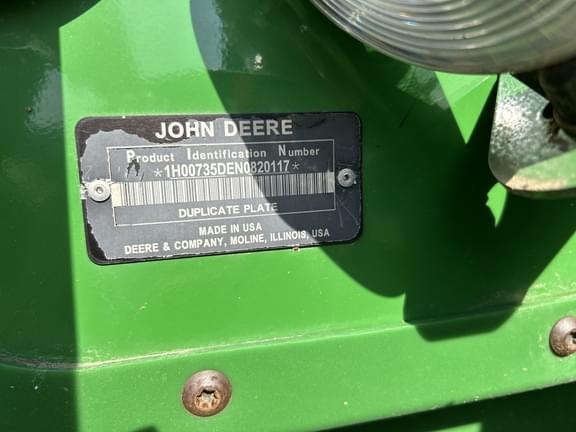 JOHN DEERE
Product Identification Number
*1H00735DEN0820117*
DUPLICATE PLATE
MADE IN USA
DEERE & COMPANY, MOLINE, ILLINOIS, USA